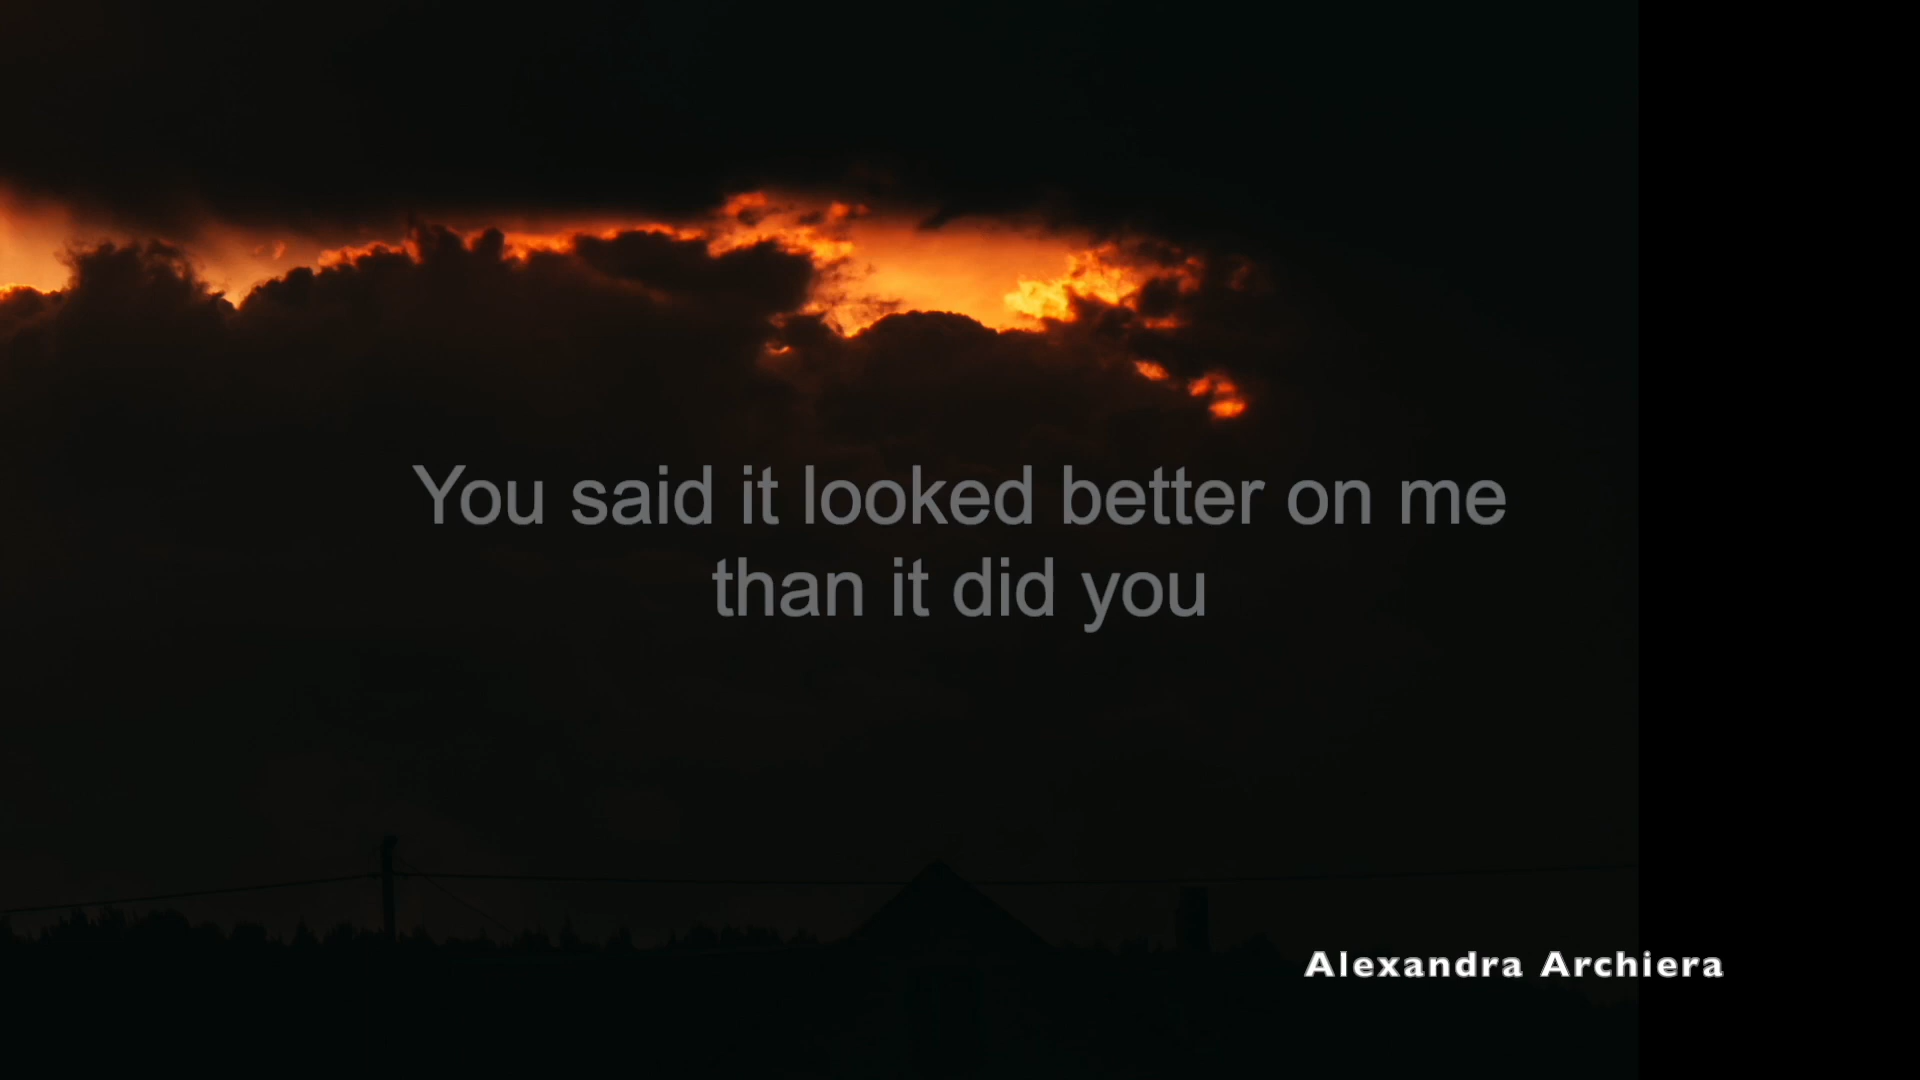 You said it looked better on me
than it did you
Alexandra Archiera